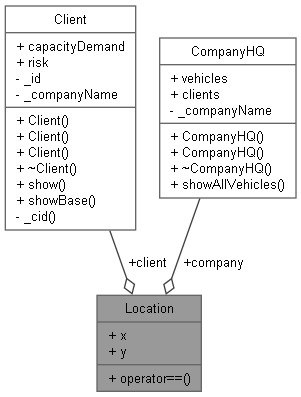 Client
+ capacityDemand
+ risk
- _id
- _companyName
+ Client()
+ Client()
+ Client()
+ ~Client()
+ show()
+ showBase()
- _cid()
CompanyHQ
+ vehicles
+ clients
- _companyName
+ CompanyHQ()
+ CompanyHQ()
+ ~CompanyHQ()
+ showAllVehicles()
+client
+company
Location
+ x
+ y
+ operator==()